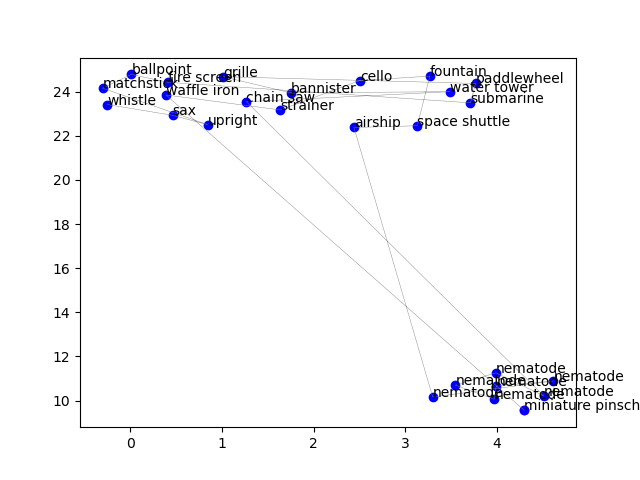 ballpoint
fire screen
grille
cello
fountain
paddlewheel
matchstick
waffle iron
bannister
water tower
whistle
chain saw
submarine
sax
strainer
upright
airship
space shuttle
nematode
nematode
nematode
nematode
nematode
nematode
nematode
miniature pinsch
24
22
20
18
16
14
12
10
0
1
2
3
4